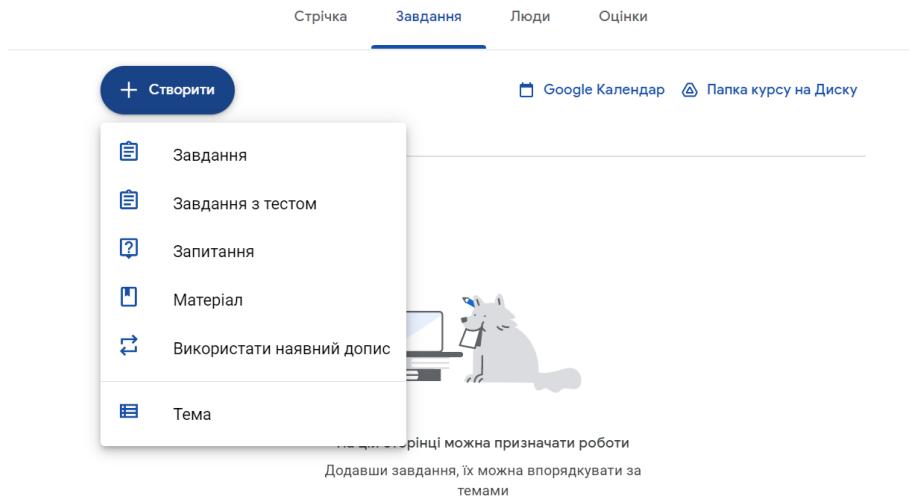 Стрічка Завдання Люди Оцінки
Створити Google Календар Папка курсу на Диску
Завдання
Завдання з тестом
Запитання
Матеріал
Використати наявний допис
Тема
сторінці можна призначати роботи
Додавши завдання, їх можна впорядкувати за
темами